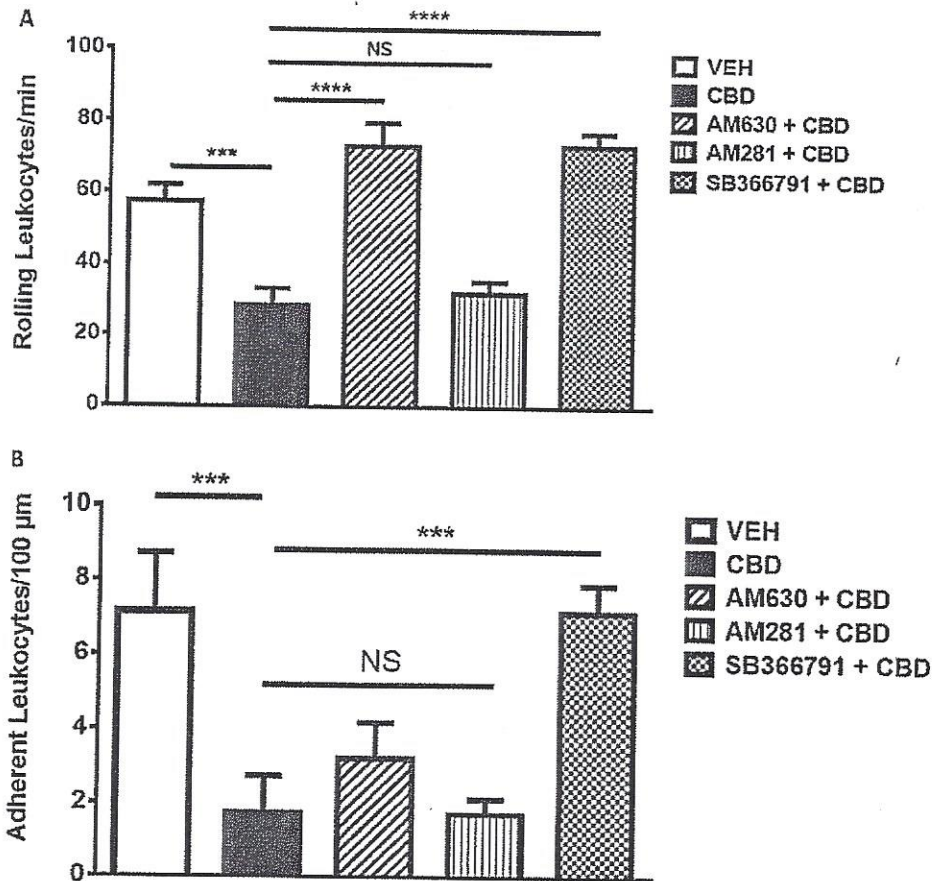 A
Rolling Leukocytes/min
100
80
60
40
20
0
****
NS
****
***
VEH
CBD
AM630 + CBD
AM281 + CBD
SB366791 + CBD
B
Adherent Leukocytes/100 µm
10
8
6
4
2
0
***
***
NS
VEH
CBD
AM630 + CBD
AM281 + CBD
SB366791 + CBD